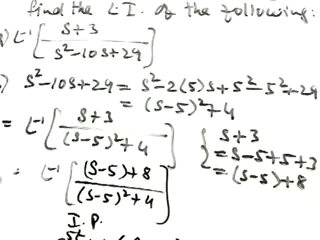 find the L I. of the following:
) L⁻¹[ (s+3) / (s²-10s+29) ]
) s²-10s+29 = s²-2(5)s+5²-5²+29
= (s-5)²+4
= L⁻¹[ (s+3) / ((s-5)²+4) ] { s+3
= s-5+5+3
= (s-5)+8
= L⁻¹[ ((s-5)+8) / ((s-5)²+4) ]
I. P.